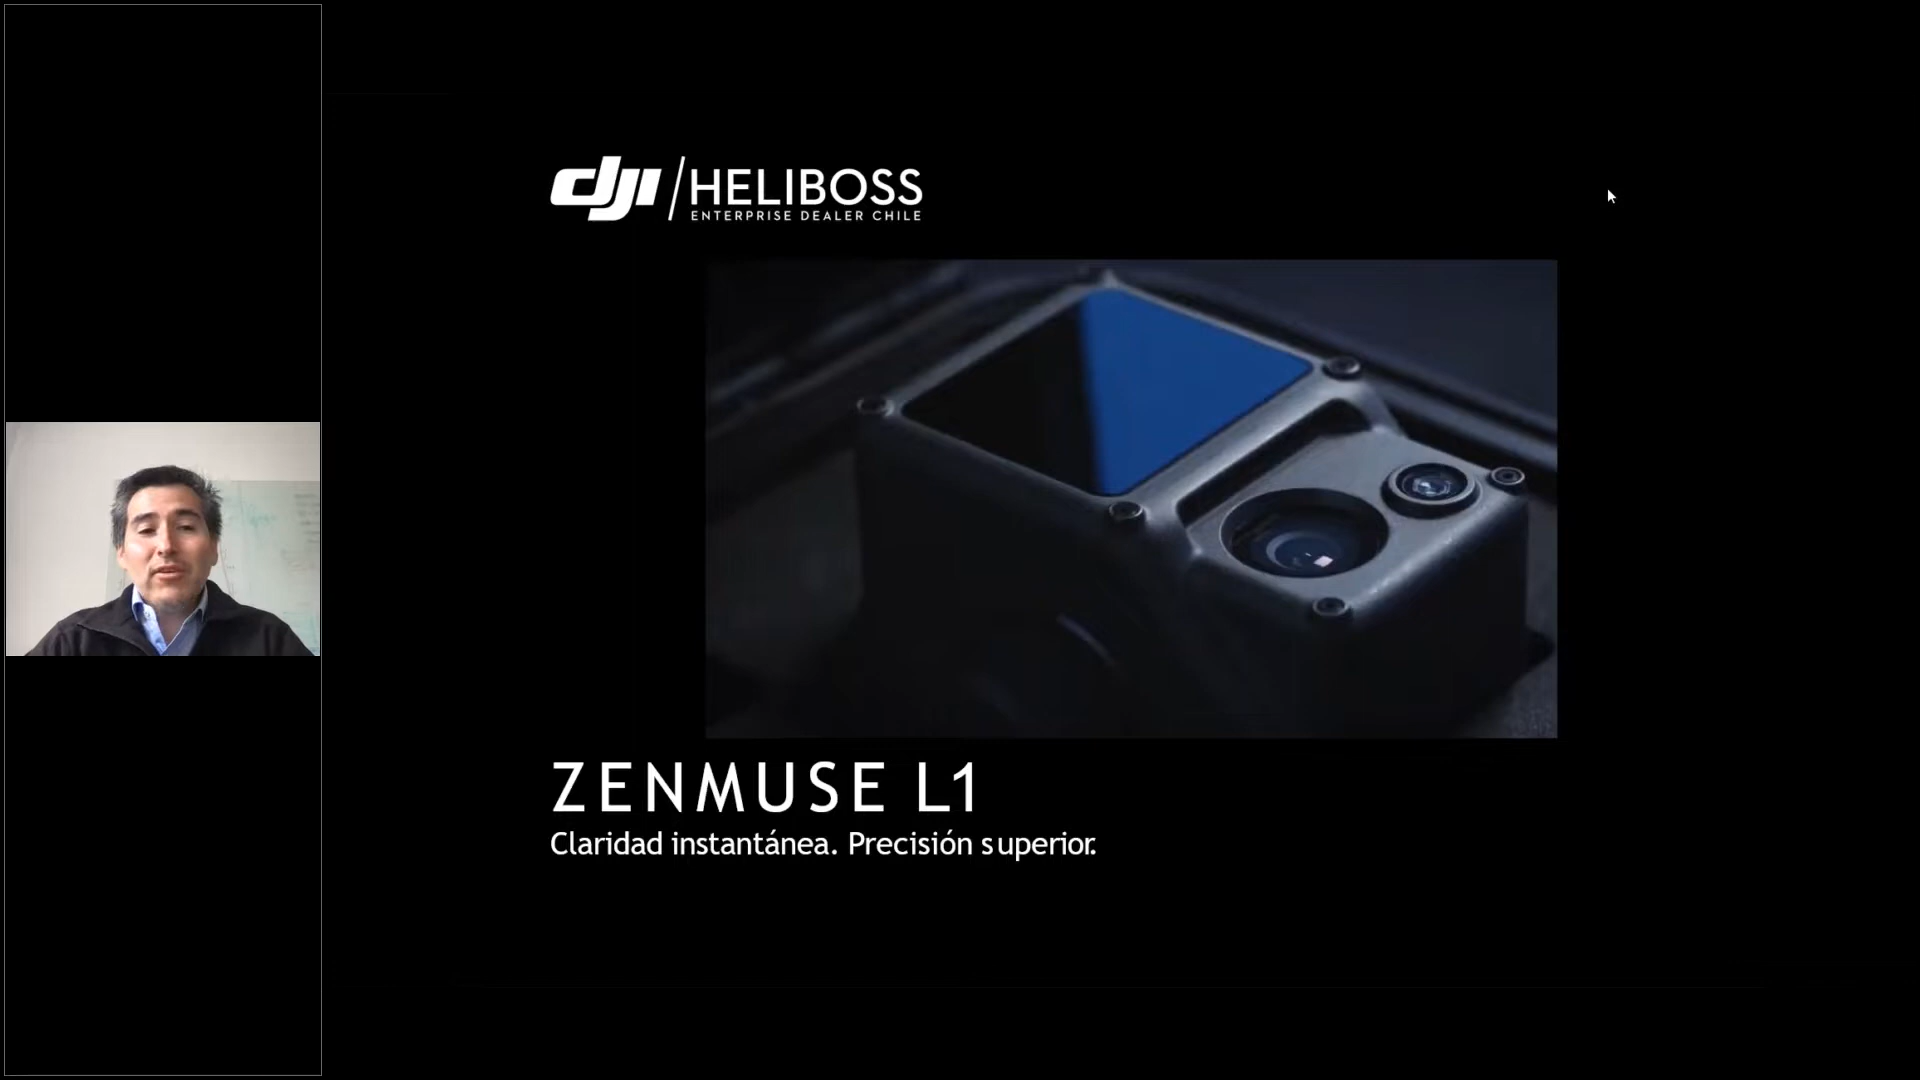 dji HELIBOSS
ENTERPRISE DEALER CHILE
ZENMUSE L1
Claridad instantánea. Precisión superior.